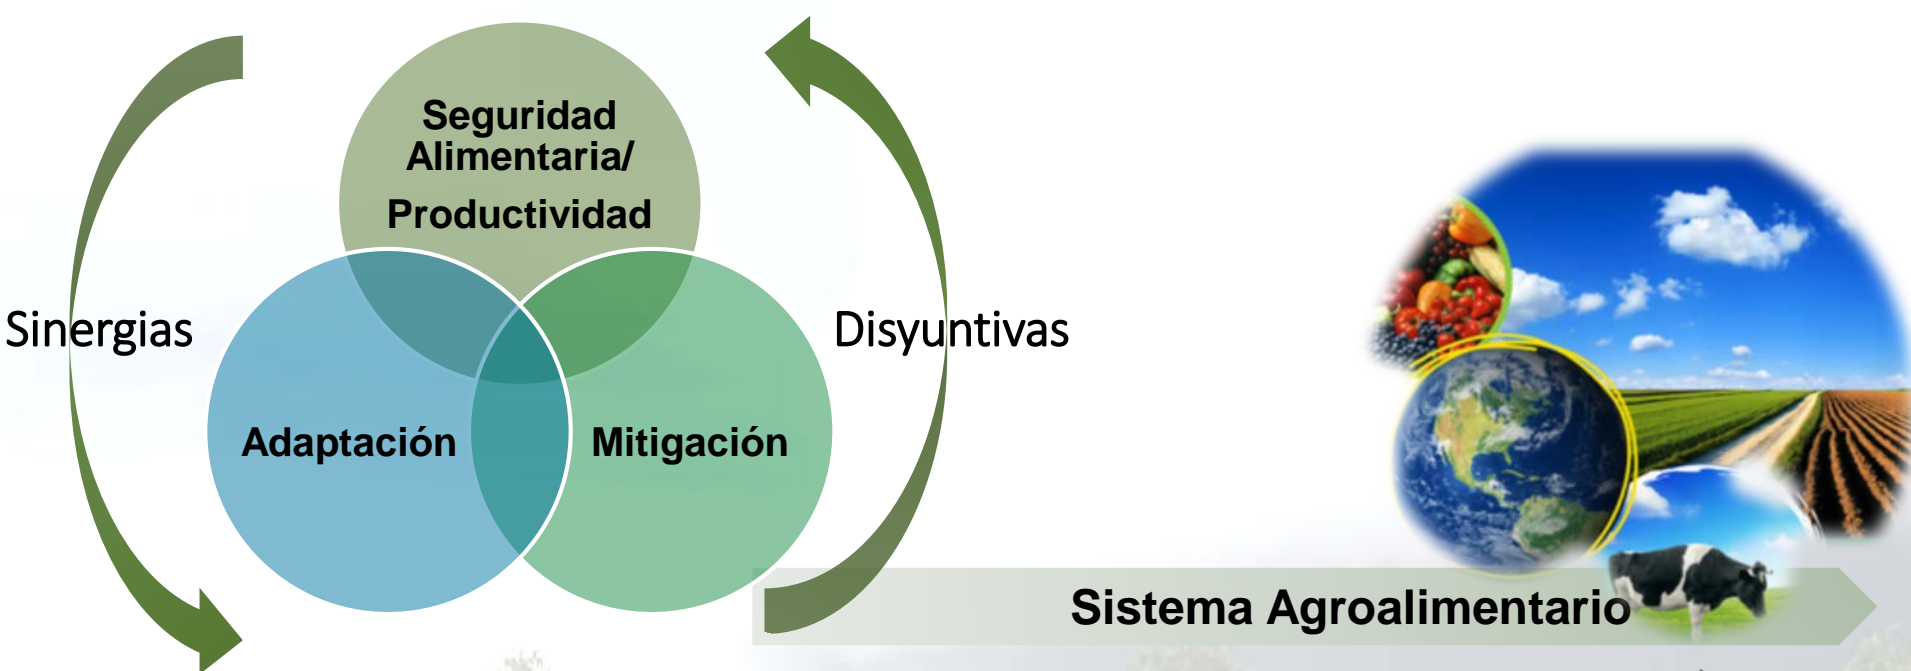 Seguridad
Alimentaria/
Productividad
Sinergias
Disyuntivas
Adaptación
Mitigación
Sistema Agroalimentario